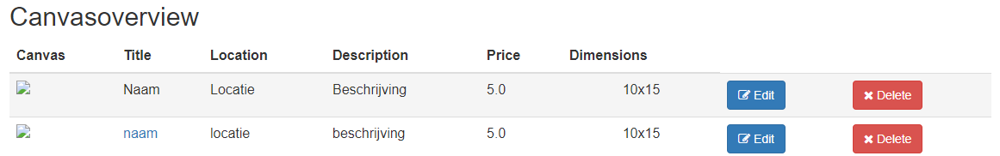 Canvasoverview
Canvas Title Location Description Price Dimensions
Naam Locatie Beschrijving 5.0 10x15 Edit Delete
naam locatie beschrijving 5.0 10x15 Edit Delete